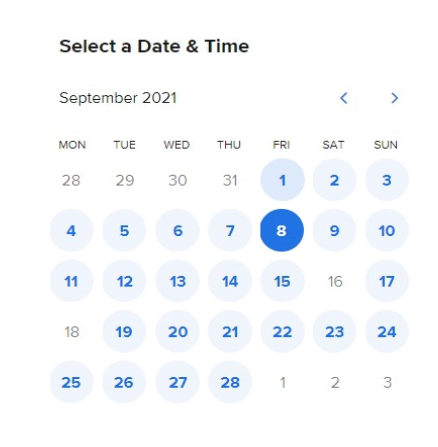 Select a Date & Time
September 2021
MON TUE WED THU FRI SAT SUN
28 29 30 31 1 2 3
4 5 6 7 8 9 10
11 12 13 14 15 16 17
18 19 20 21 22 23 24
25 26 27 28 1 2 3